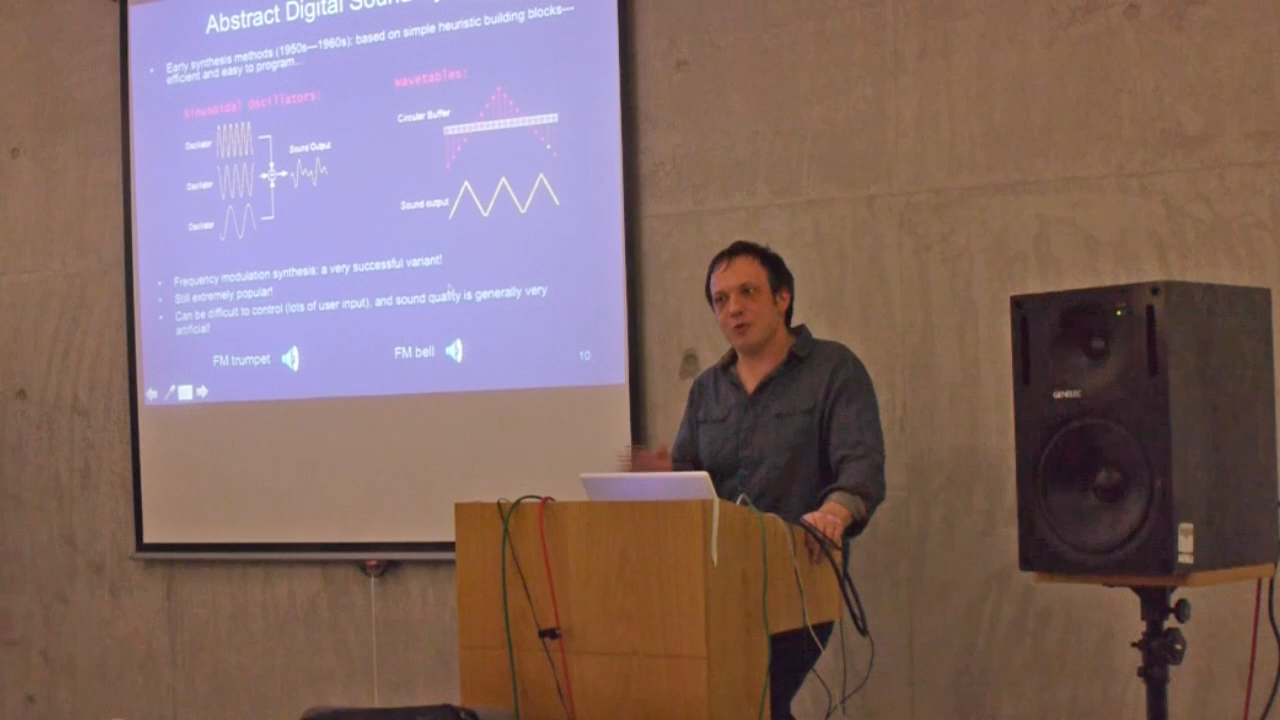 Abstract Digital Sound
Early synthesis methods (1950s—1960s): based on simple heuristic building blocks---
efficient and easy to program...
Sinusoidal Oscillators:
Wavetables:
Oscillator
Sound Output
Oscillator
Oscillator
Circular Buffer
Sound output
Frequency modulation synthesis: a very successful variant!
Still extremely popular!
Can be difficult to control (lots of user input), and sound quality is generally very
artificial!
FM trumpet
FM bell
10
GENELEC